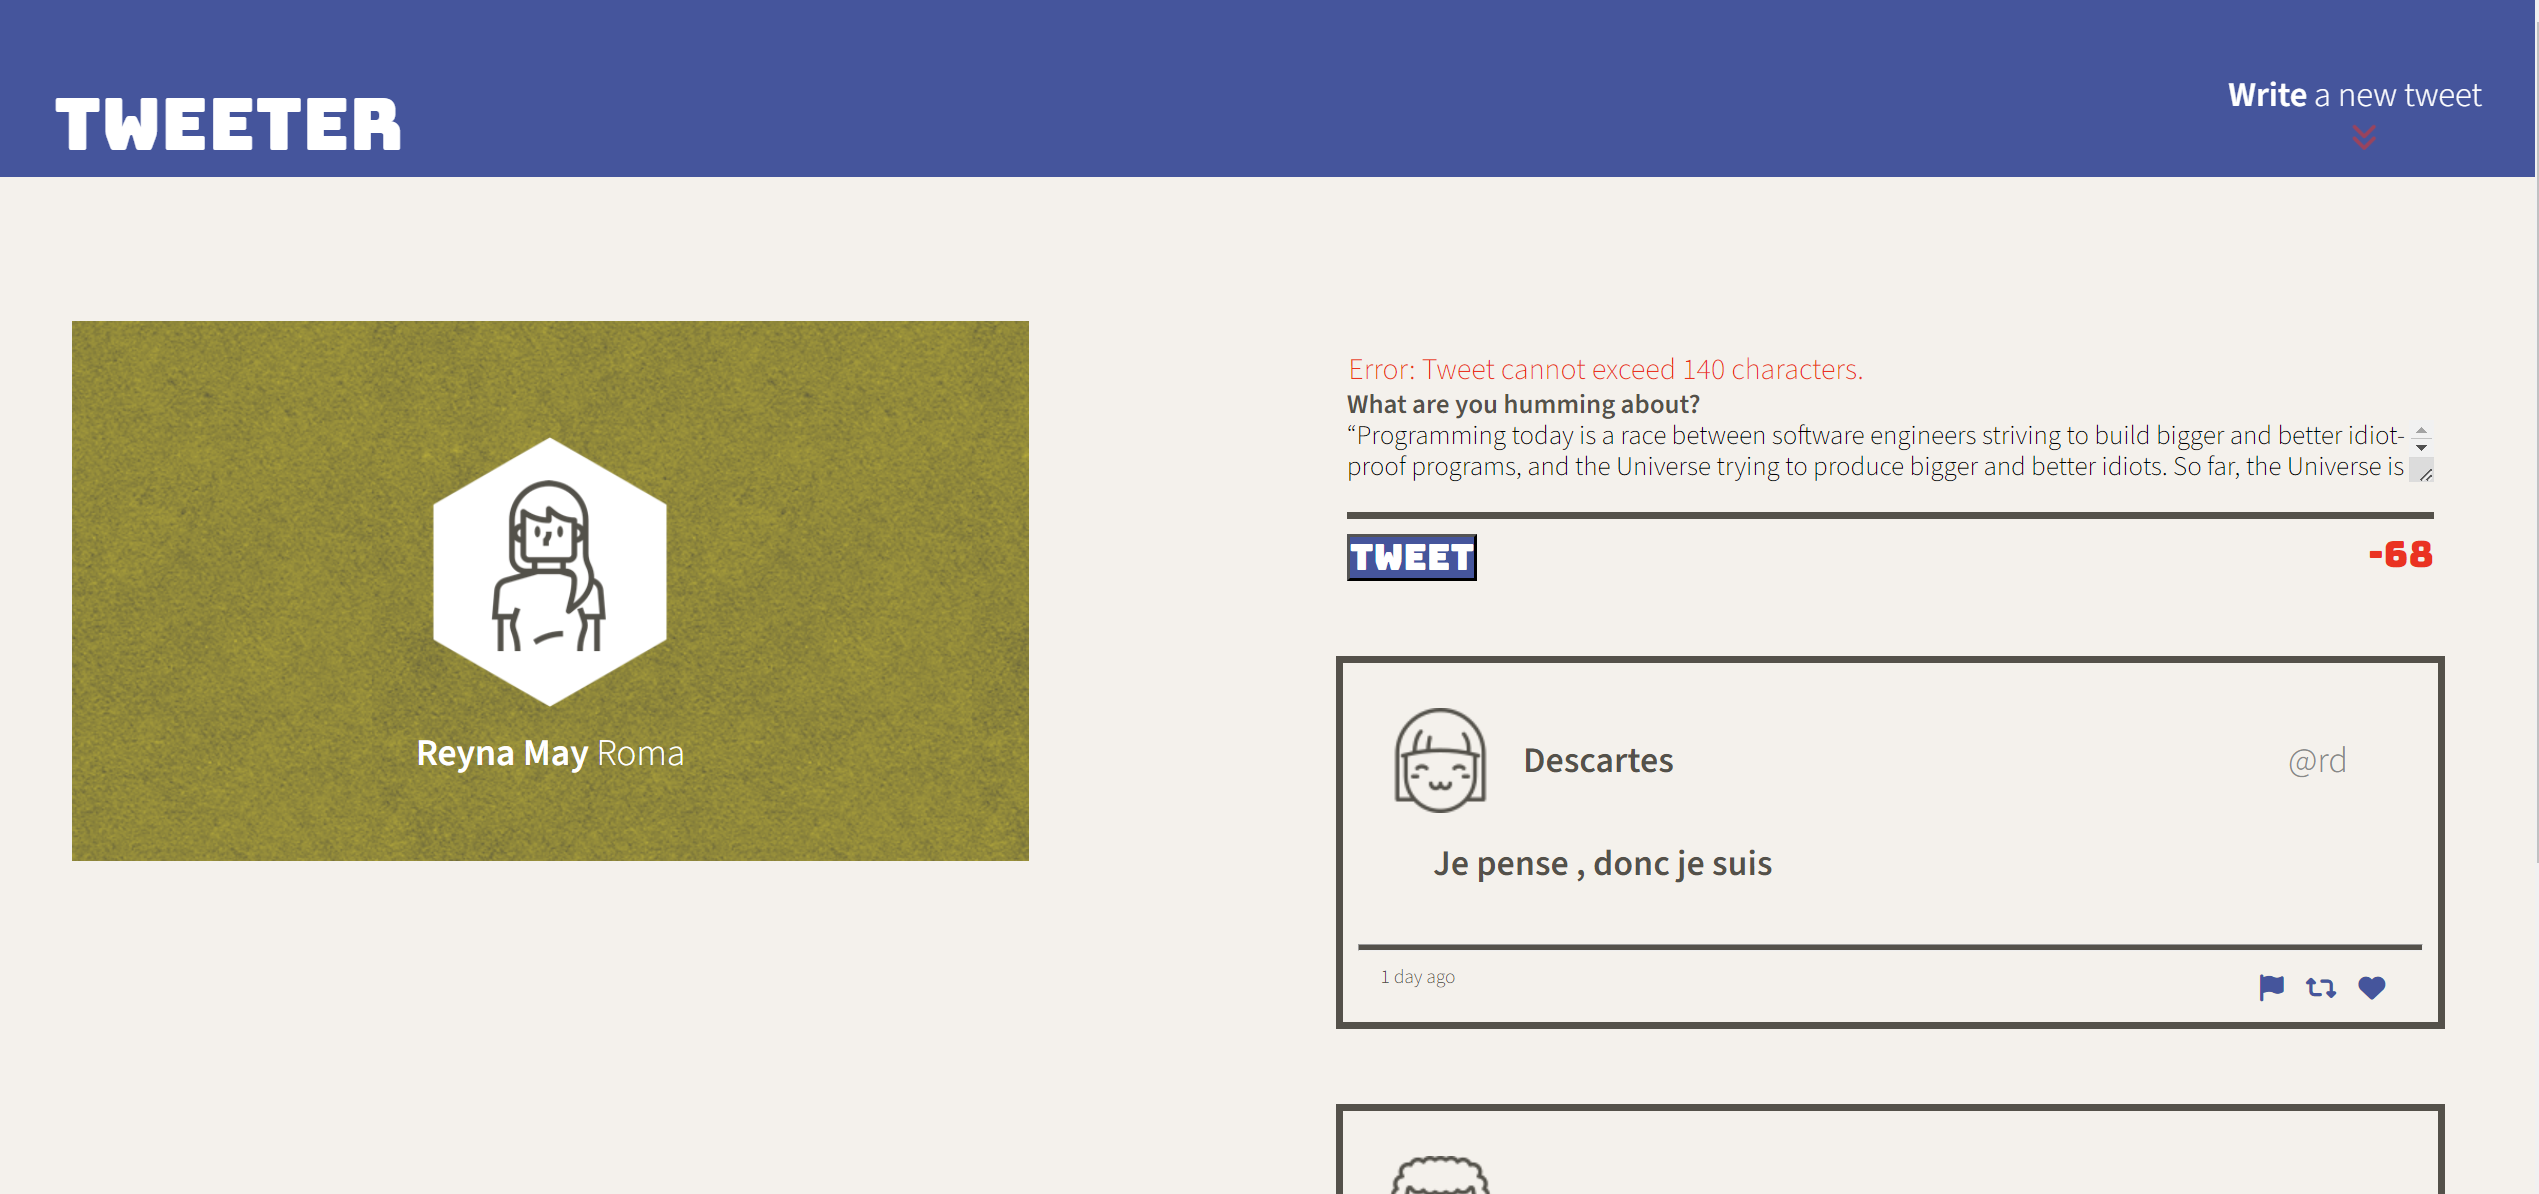 TWEETER
Write a new tweet
Reyna May Roma
Error: Tweet cannot exceed 140 characters.
What are you humming about?
“Programming today is a race between software engineers striving to build bigger and better idiot-
proof programs, and the Universe trying to produce bigger and better idiots. So far, the Universe is
TWEET
-68
Descartes
@rd
Je pense , donc je suis
1 day ago